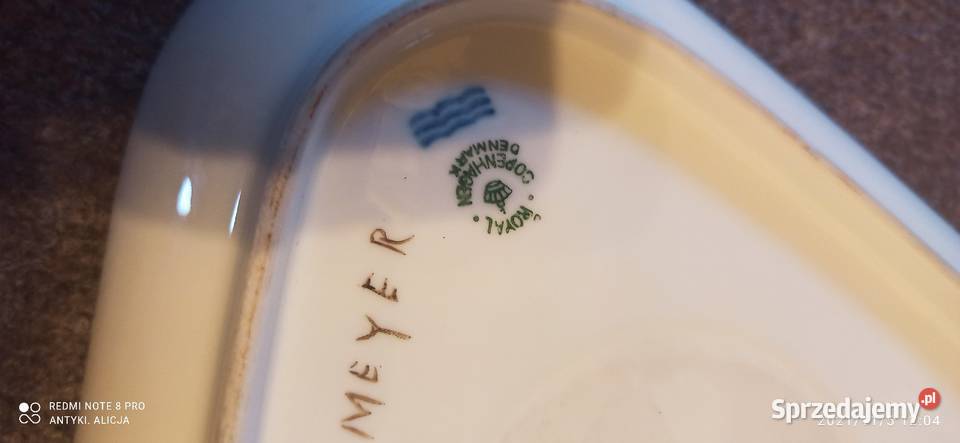 ROYAL
COPENHAGEN
DENMARK
MEYER
REDMI NOTE 8 PRO
ANTYKI. ALICJA
Sprzedajemy.pl